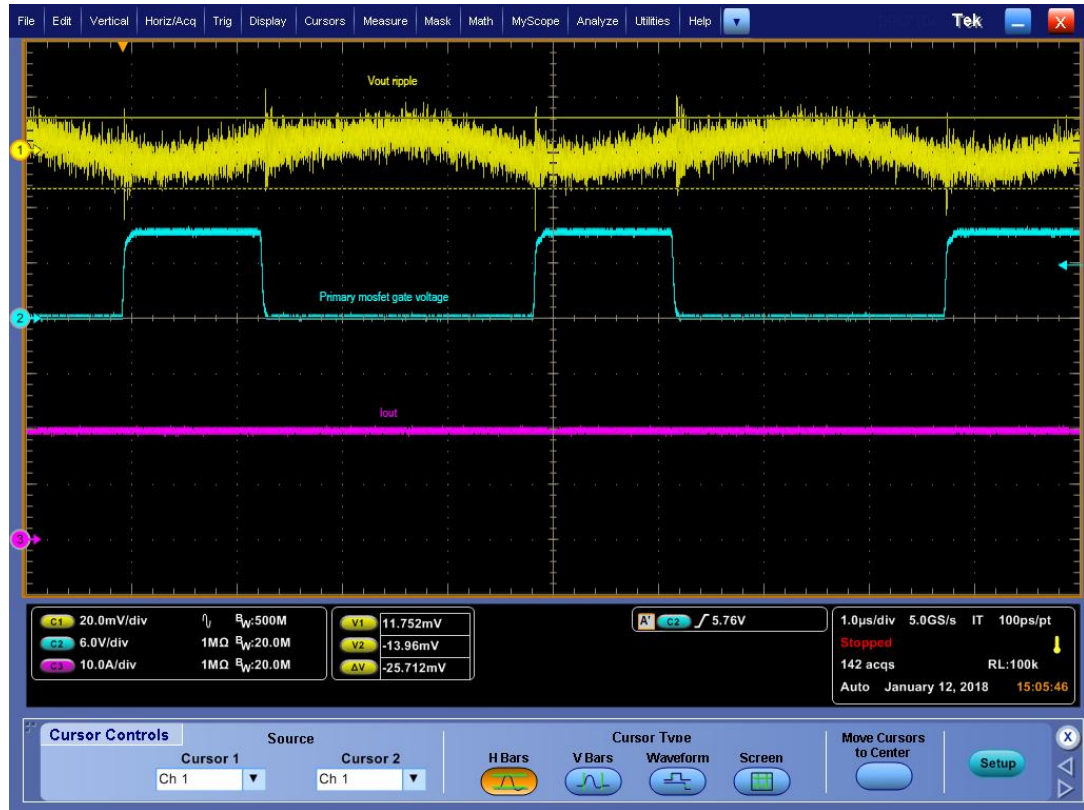 File Edit Vertical Horiz/Acq Trig Display Cursors Measure Mask Math MyScope Analyze Utilities Help Tek X
Vout ripple
1
Primary mosfet gate voltage
2
Iout
3
C1 20.0mV/div BW:500M
C2 6.0V/div 1MΩ BW:20.0M
C3 10.0A/div 1MΩ BW:20.0M
V1 11.752mV
V2 -13.96mV
ΔV -25.712mV
A' C2 5.76V
1.0µs/div 5.0GS/s IT 100ps/pt
Stopped
142 acqs RL:100k
Auto January 12, 2018 15:05:46
Cursor Controls
Source
Cursor 1 Cursor 2
Ch 1 Ch 1
Cursor Type
H Bars V Bars Waveform Screen
Move Cursors
to Center
Setup
X